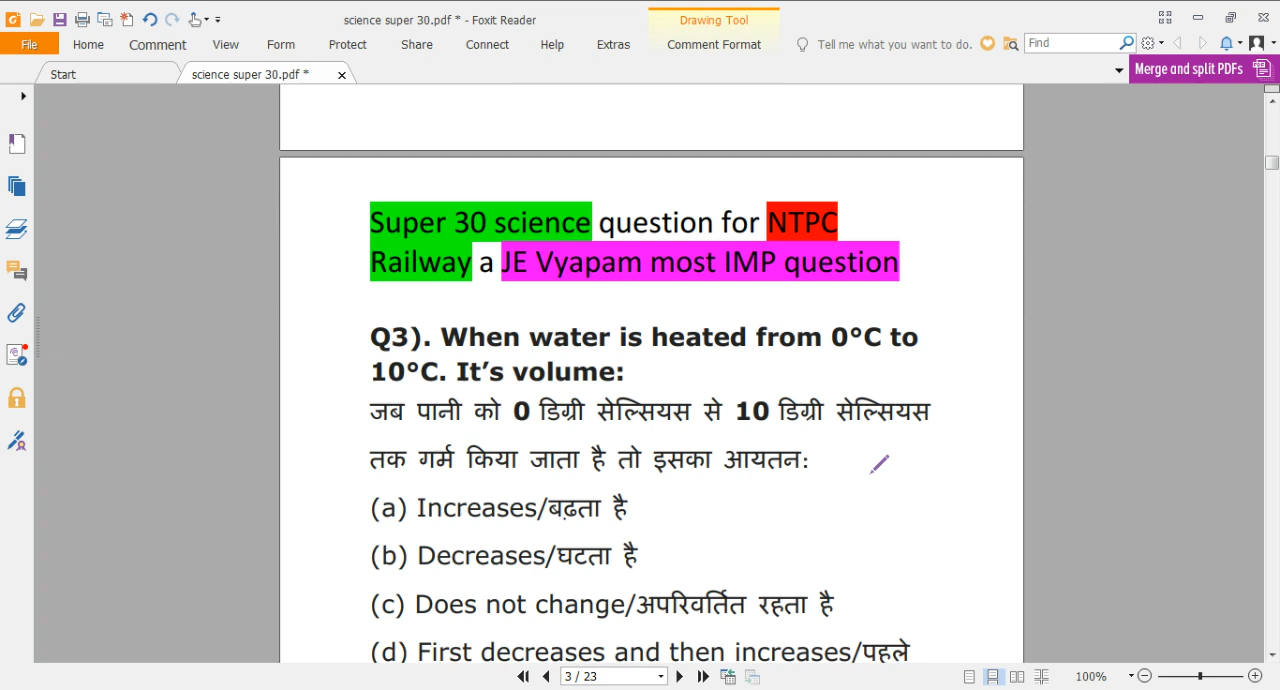 science super 30.pdf * - Foxit Reader
Drawing Tool
File Home Comment View Form Protect Share Connect Help Extras Comment Format Tell me what you want to do. Find
Start science super 30.pdf * Merge and split PDFs
Super 30 science question for NTPC
Railway a JE Vyapam most IMP question
Q3). When water is heated from 0°C to
10°C. It’s volume:
जब पानी को 0 डिग्री सेल्सियस से 10 डिग्री सेल्सियस
तक गर्म किया जाता है तो इसका आयतन:
(a) Increases/बढ़ता है
(b) Decreases/घटता है
(c) Does not change/अपरिवर्तित रहता है
(d) First decreases and then increases/पहले
3 / 23 100%